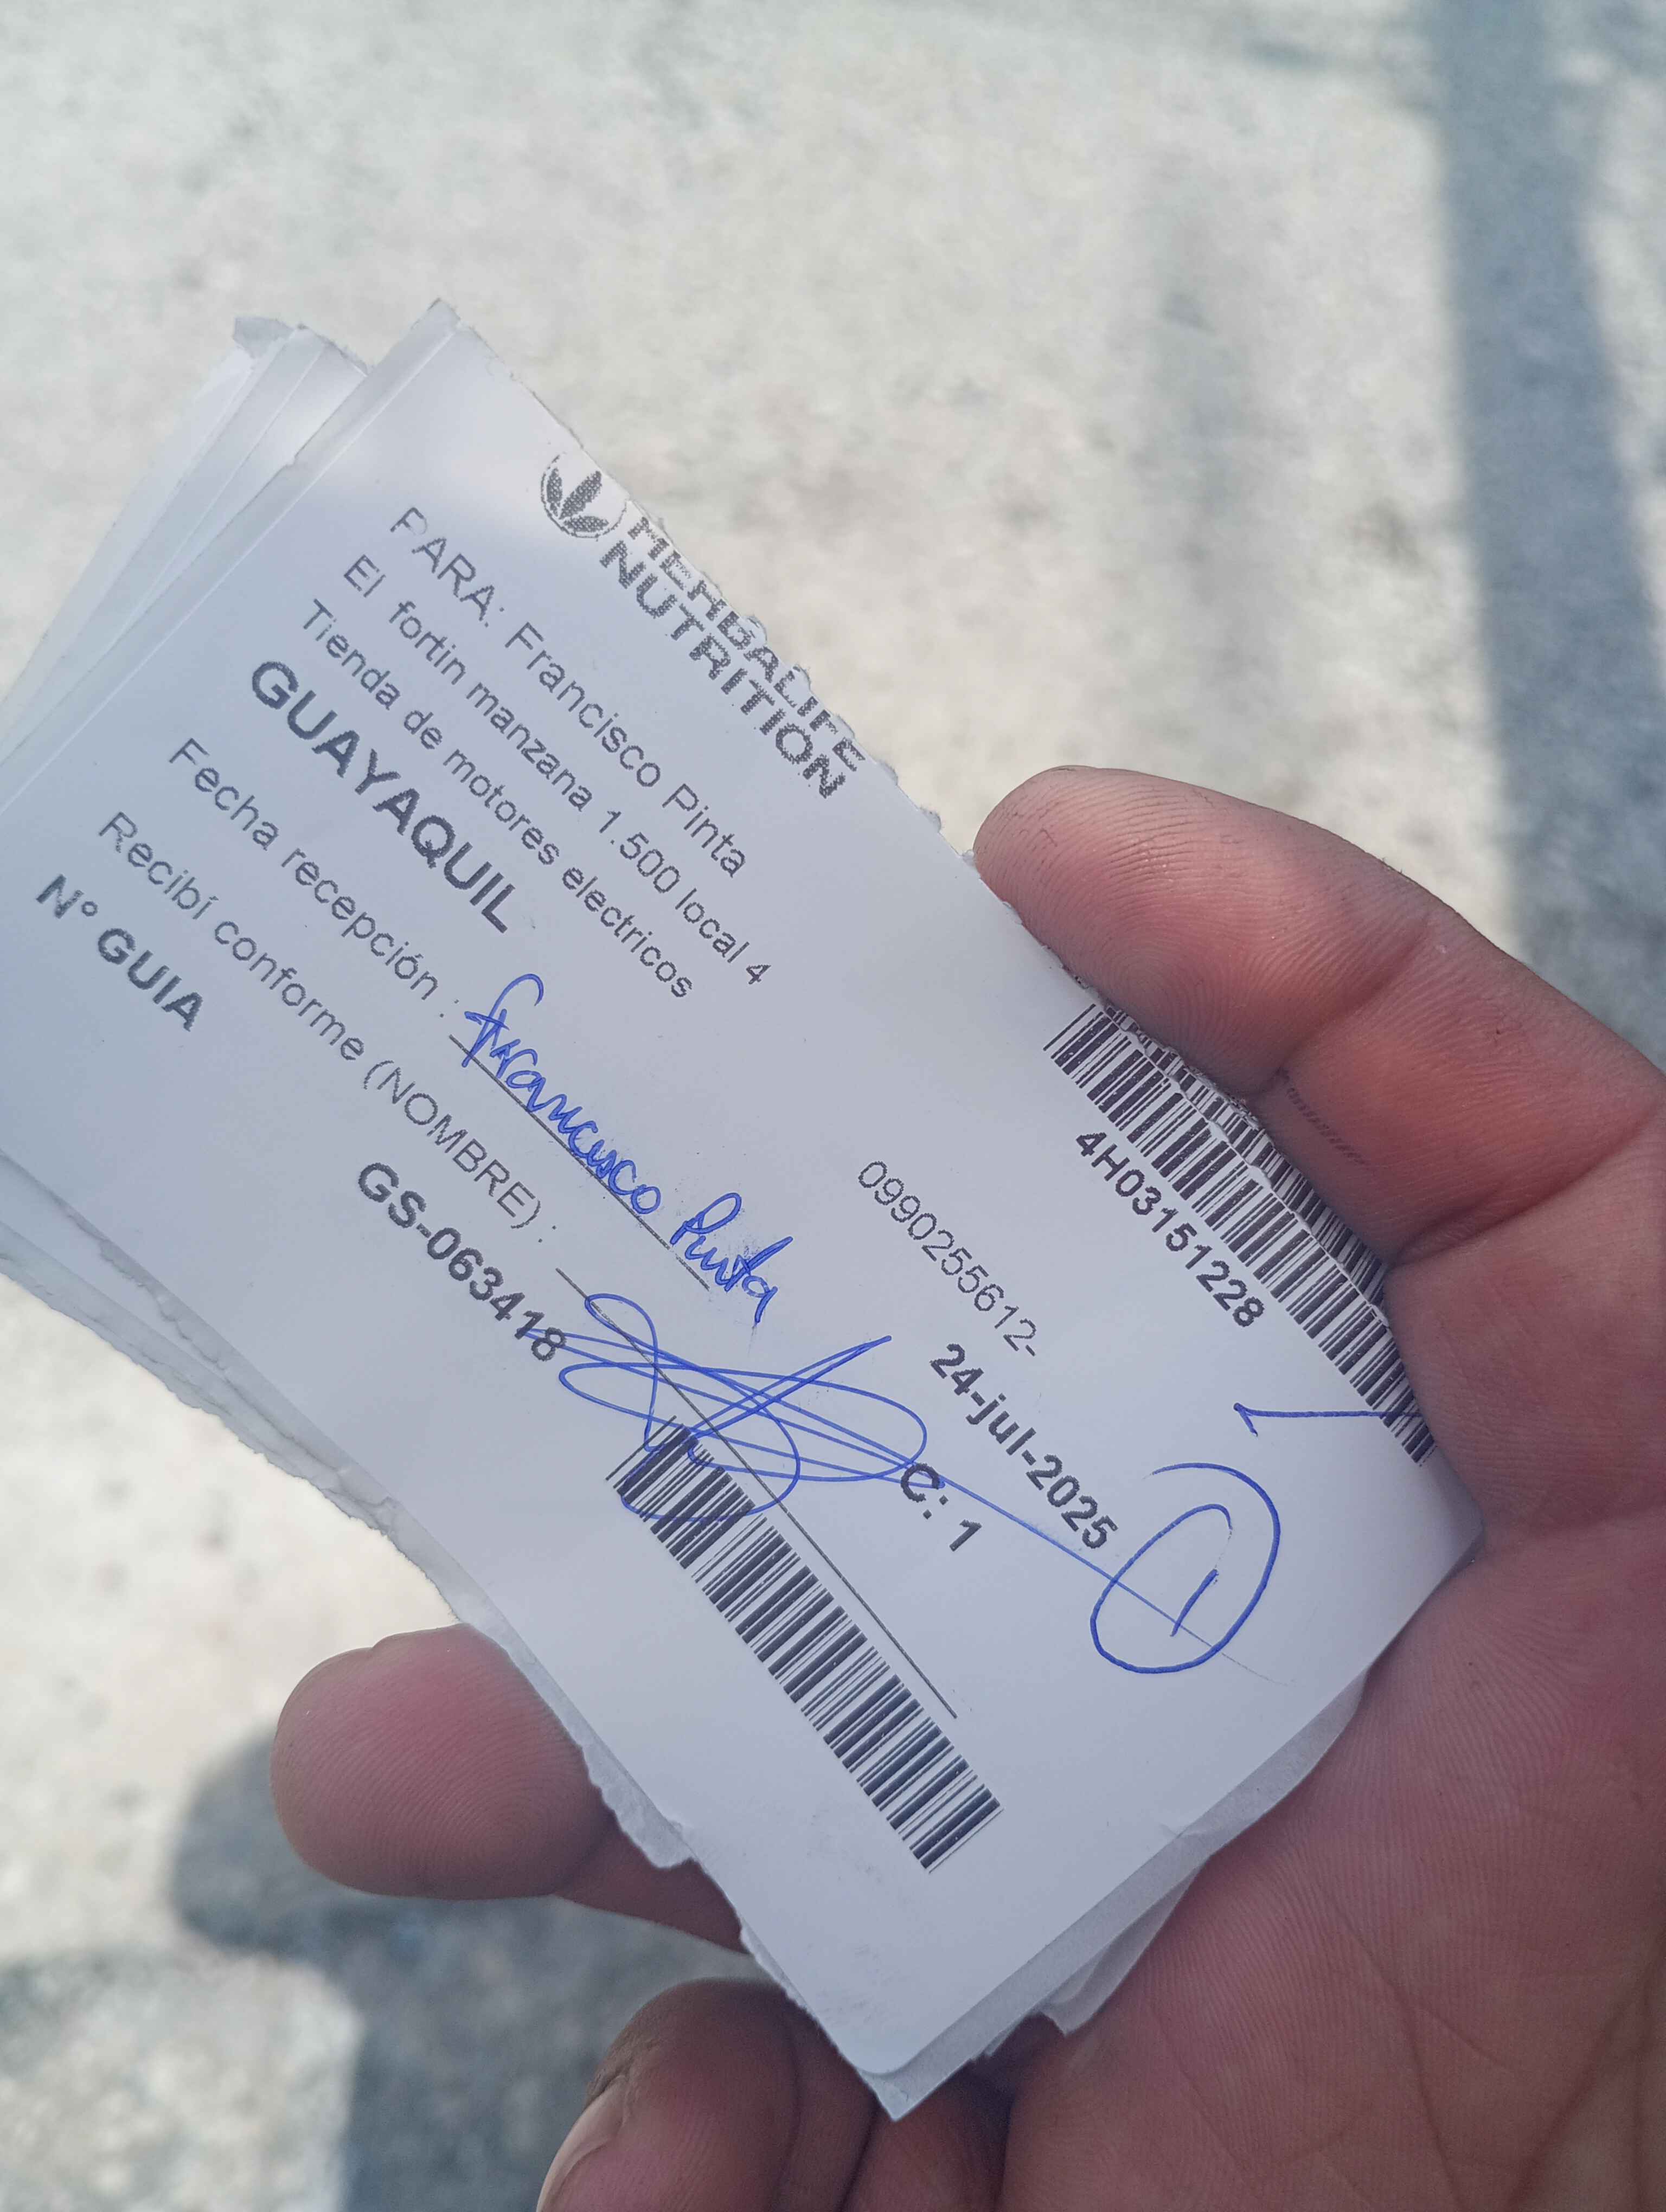 HERBALIFE
NUTRITION
4H03151228
PARA: Francisco Pinta
El fortin manzana 1.500 local 4
Tienda de motores electricos
0990255612-
GUAYAQUIL
24-jul-2025
1
Fecha recepción : Francisco Pinta
Recibí conforme (NOMBRE) :
C: 1
N° GUIA
GS-063418